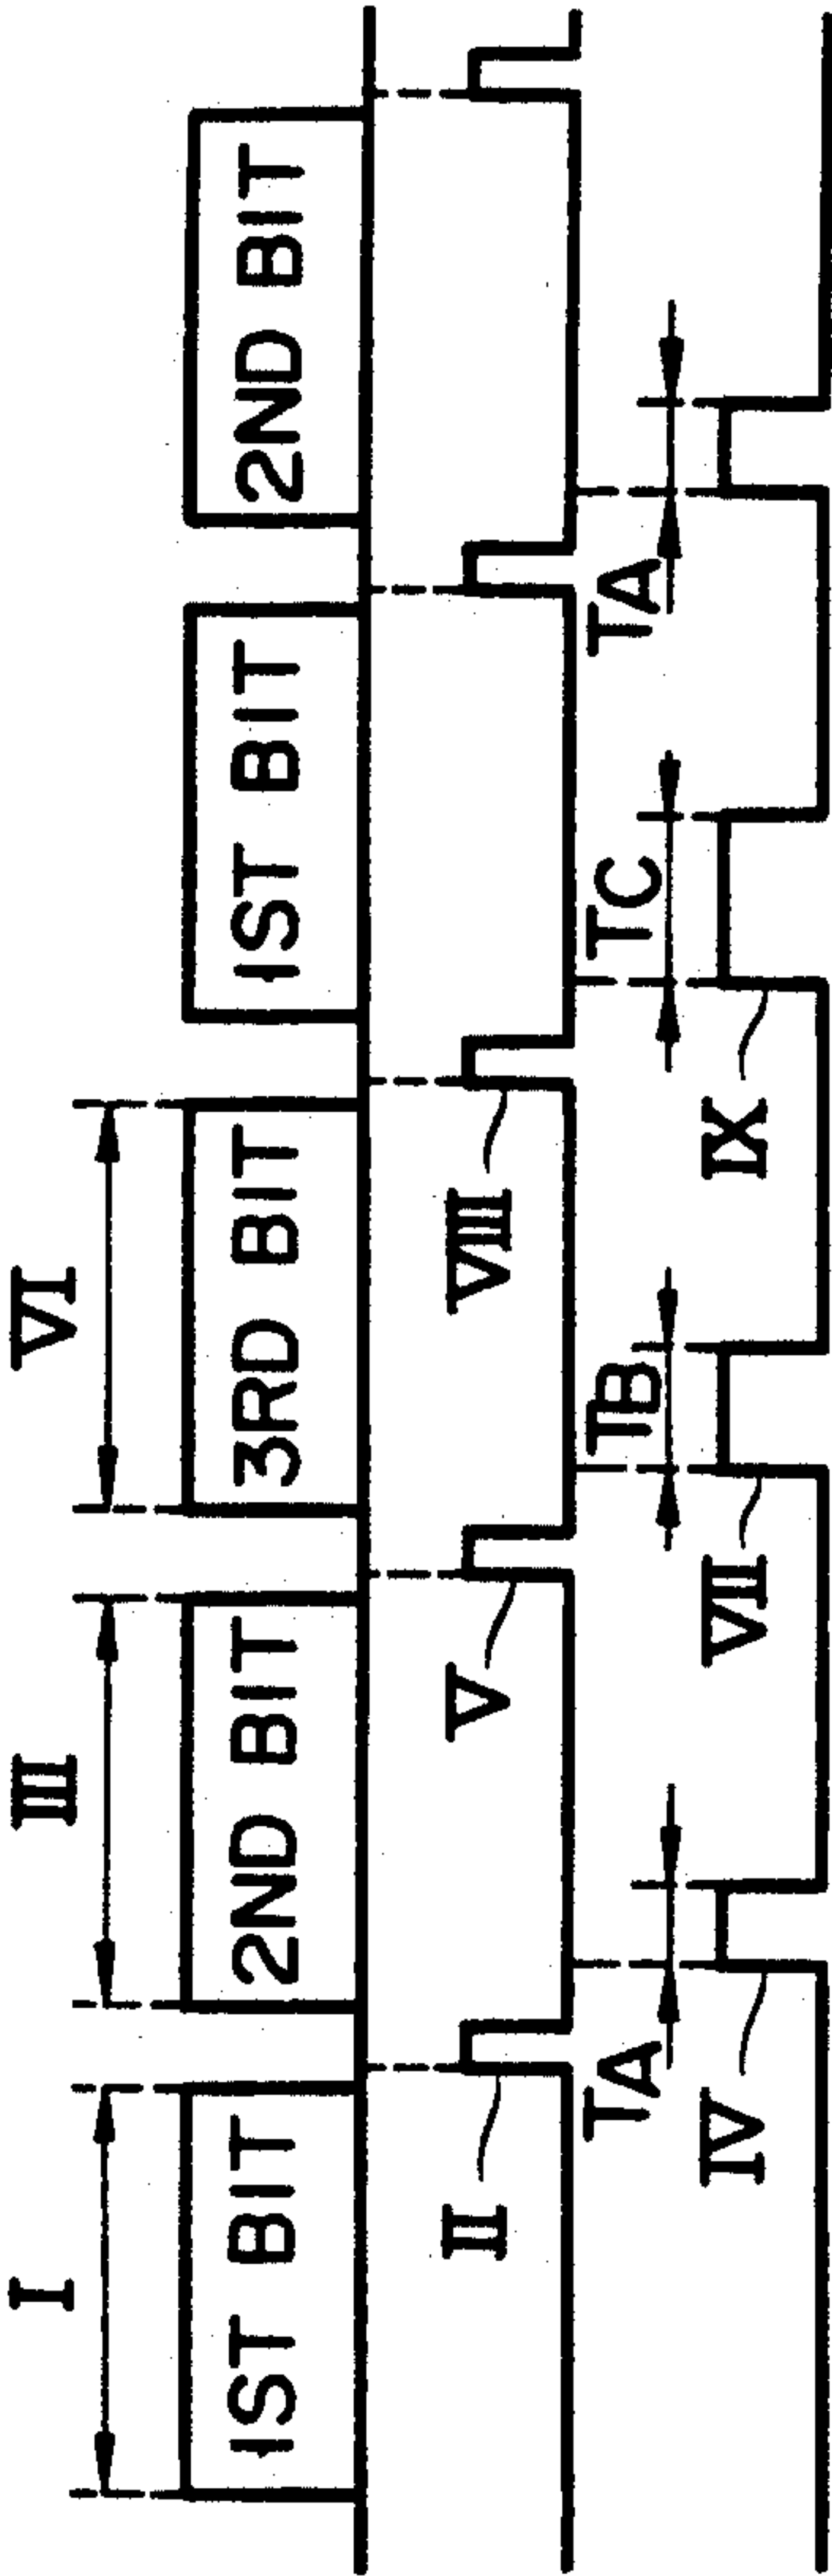 I
III
VI
1ST BIT
2ND BIT
3RD BIT
1ST BIT
2ND BIT
II
V
VIII
TA
TB
TC
TA
IV
VII
IX